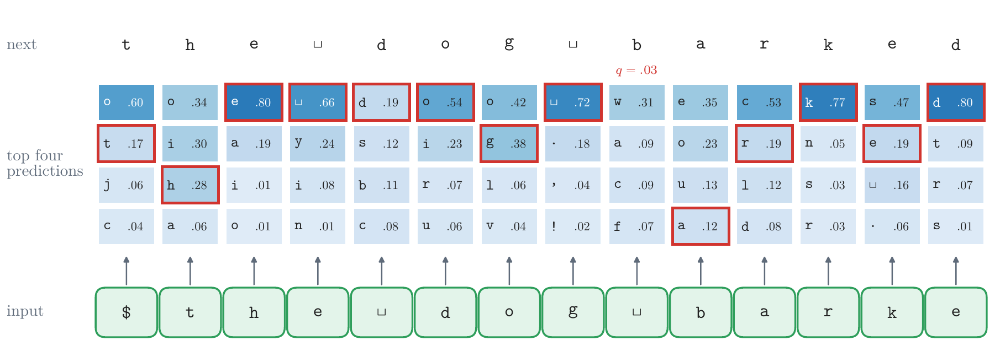 next t h e ␣ d o g ␣ b a r k e d
q = .03
o .60 o .34 e .80 ␣ .66 d .19 o .54 o .42 ␣ .72 w .31 e .35 c .53 k .77 s .47 d .80
t .17 i .30 a .19 y .24 s .12 i .23 g .38 . .18 a .09 o .23 r .19 n .05 e .19 t .09
top four
predictions
j .06 h .28 i .01 i .08 b .11 r .07 l .06 , .04 c .09 u .13 l .12 s .03 ␣ .16 r .07
c .04 a .06 o .01 n .01 c .08 u .06 v .04 ! .02 f .07 a .12 d .08 r .03 . .06 s .01
input $ t h e ␣ d o g ␣ b a r k e